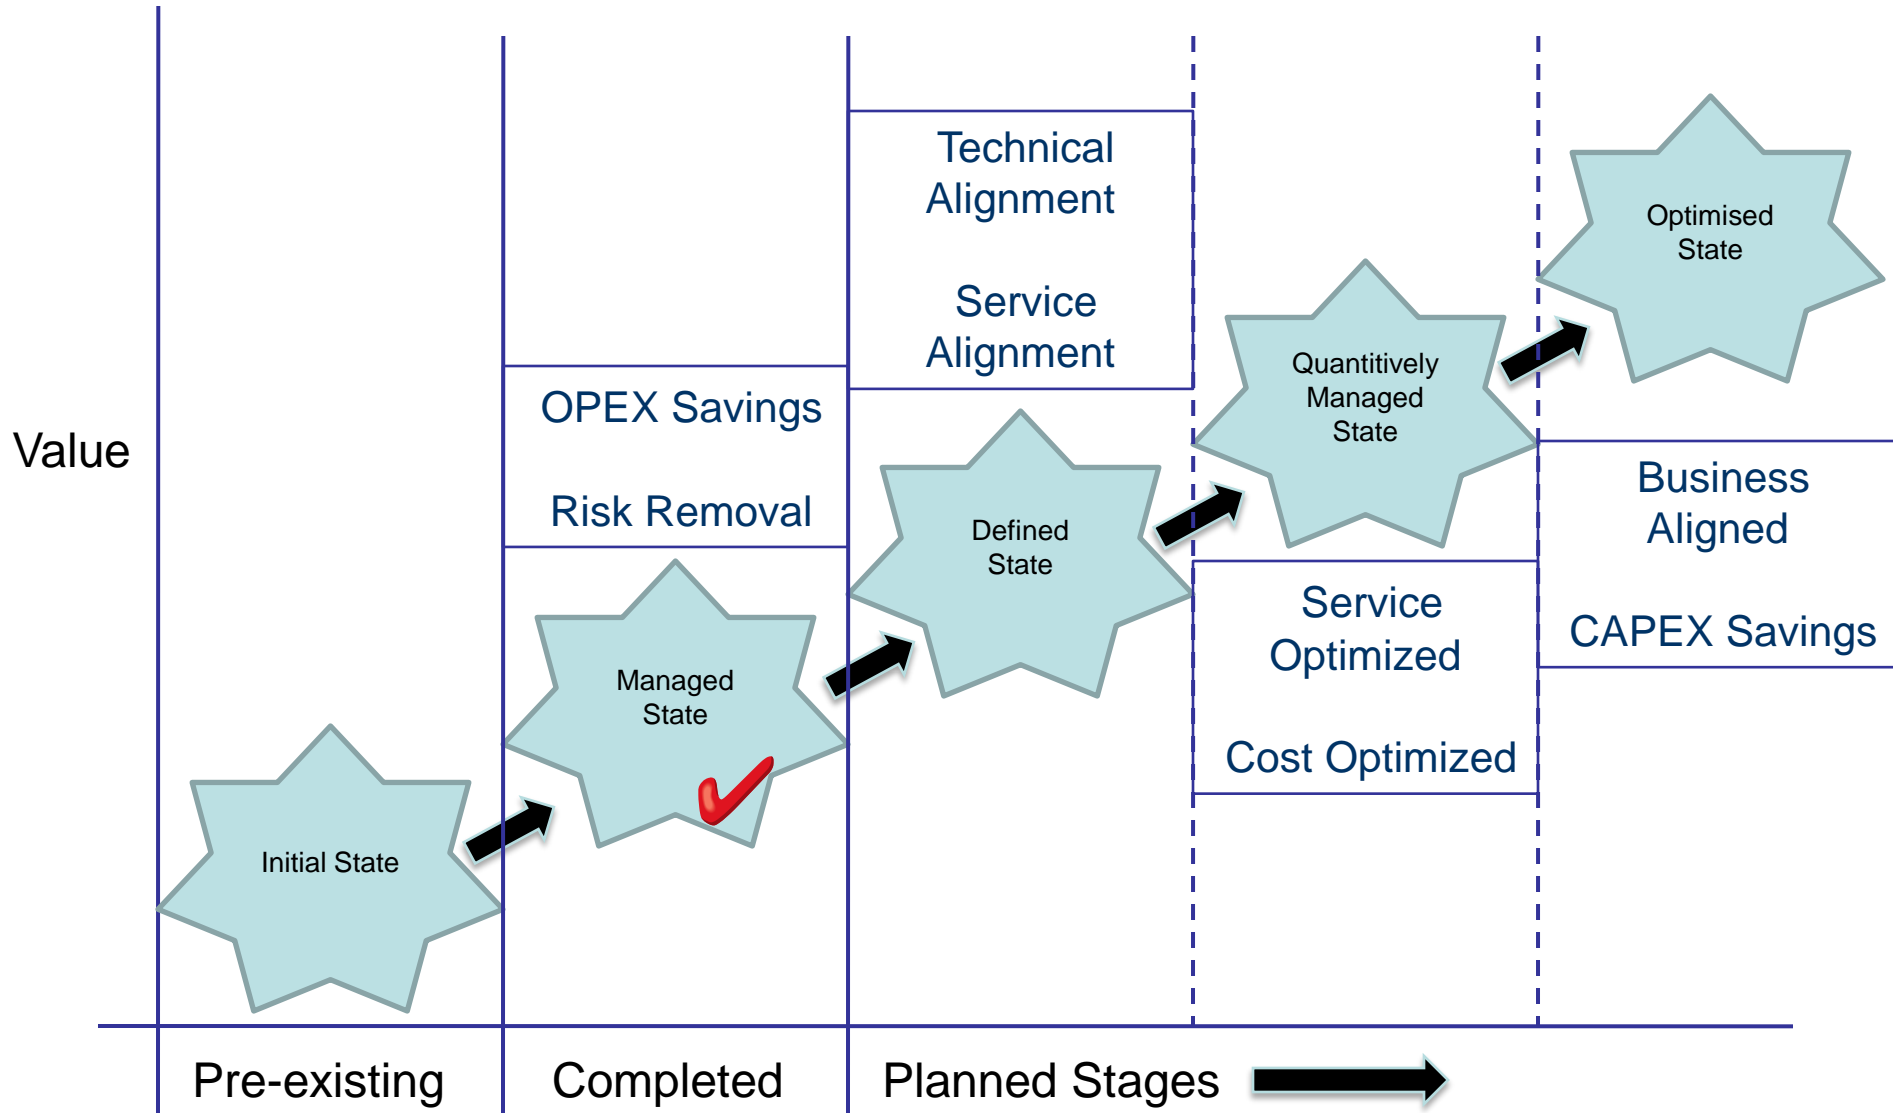 Value
Initial State
OPEX Savings
Risk Removal
Managed
State
Technical
Alignment
Service
Alignment
Defined
State
Quantitively
Managed
State
Service
Optimized
Cost Optimized
Optimised
State
Business
Aligned
CAPEX Savings
Pre-existing
Completed
Planned Stages